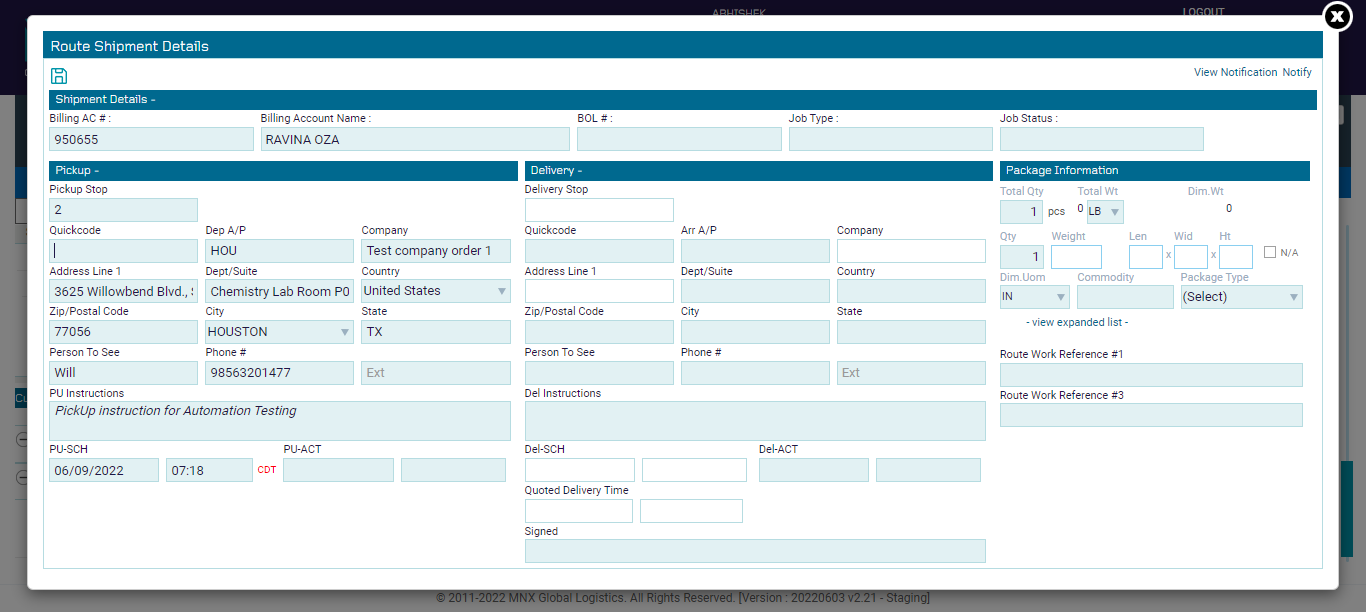 ABHISHEK LOGOUT
Route Shipment Details
View Notification Notify
Shipment Details -
Billing AC # : Billing Account Name : BOL # : Job Type : Job Status :
950655 RAVINA OZA
Pickup - Delivery - Package Information
Pickup Stop Delivery Stop Total Qty Total Wt Dim.Wt
2 1 pcs 0 LB 0
Quickcode Dep A/P Company Quickcode Arr A/P Company Qty Weight Len Wid Ht
HOU Test company order 1 1 x x N/A
Address Line 1 Dept/Suite Country Address Line 1 Dept/Suite Country Dim.Uom Commodity Package Type
3625 Willowbend Blvd., Chemistry Lab Room P0 United States IN (Select)
Zip/Postal Code City State Zip/Postal Code City State
- view expanded list -
77056 HOUSTON TX
Person To See Phone # Person To See Phone # Route Work Reference #1
Will 98563201477 Ext Ext
PU Instructions Del Instructions Route Work Reference #3
PickUp instruction for Automation Testing
PU-SCH PU-ACT Del-SCH Del-ACT
06/09/2022 07:18 CDT
Quoted Delivery Time
Signed
© 2011-2022 MNX Global Logistics. All Rights Reserved. [Version : 20220603 v2.21 - Staging]